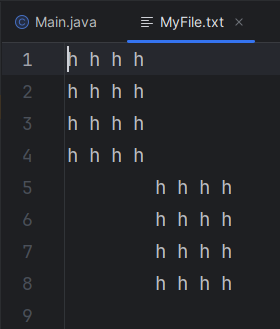 Main.java MyFile.txt
1 h h h h
2 h h h h
3 h h h h
4 h h h h
5         h h h h
6         h h h h
7         h h h h
8         h h h h
9